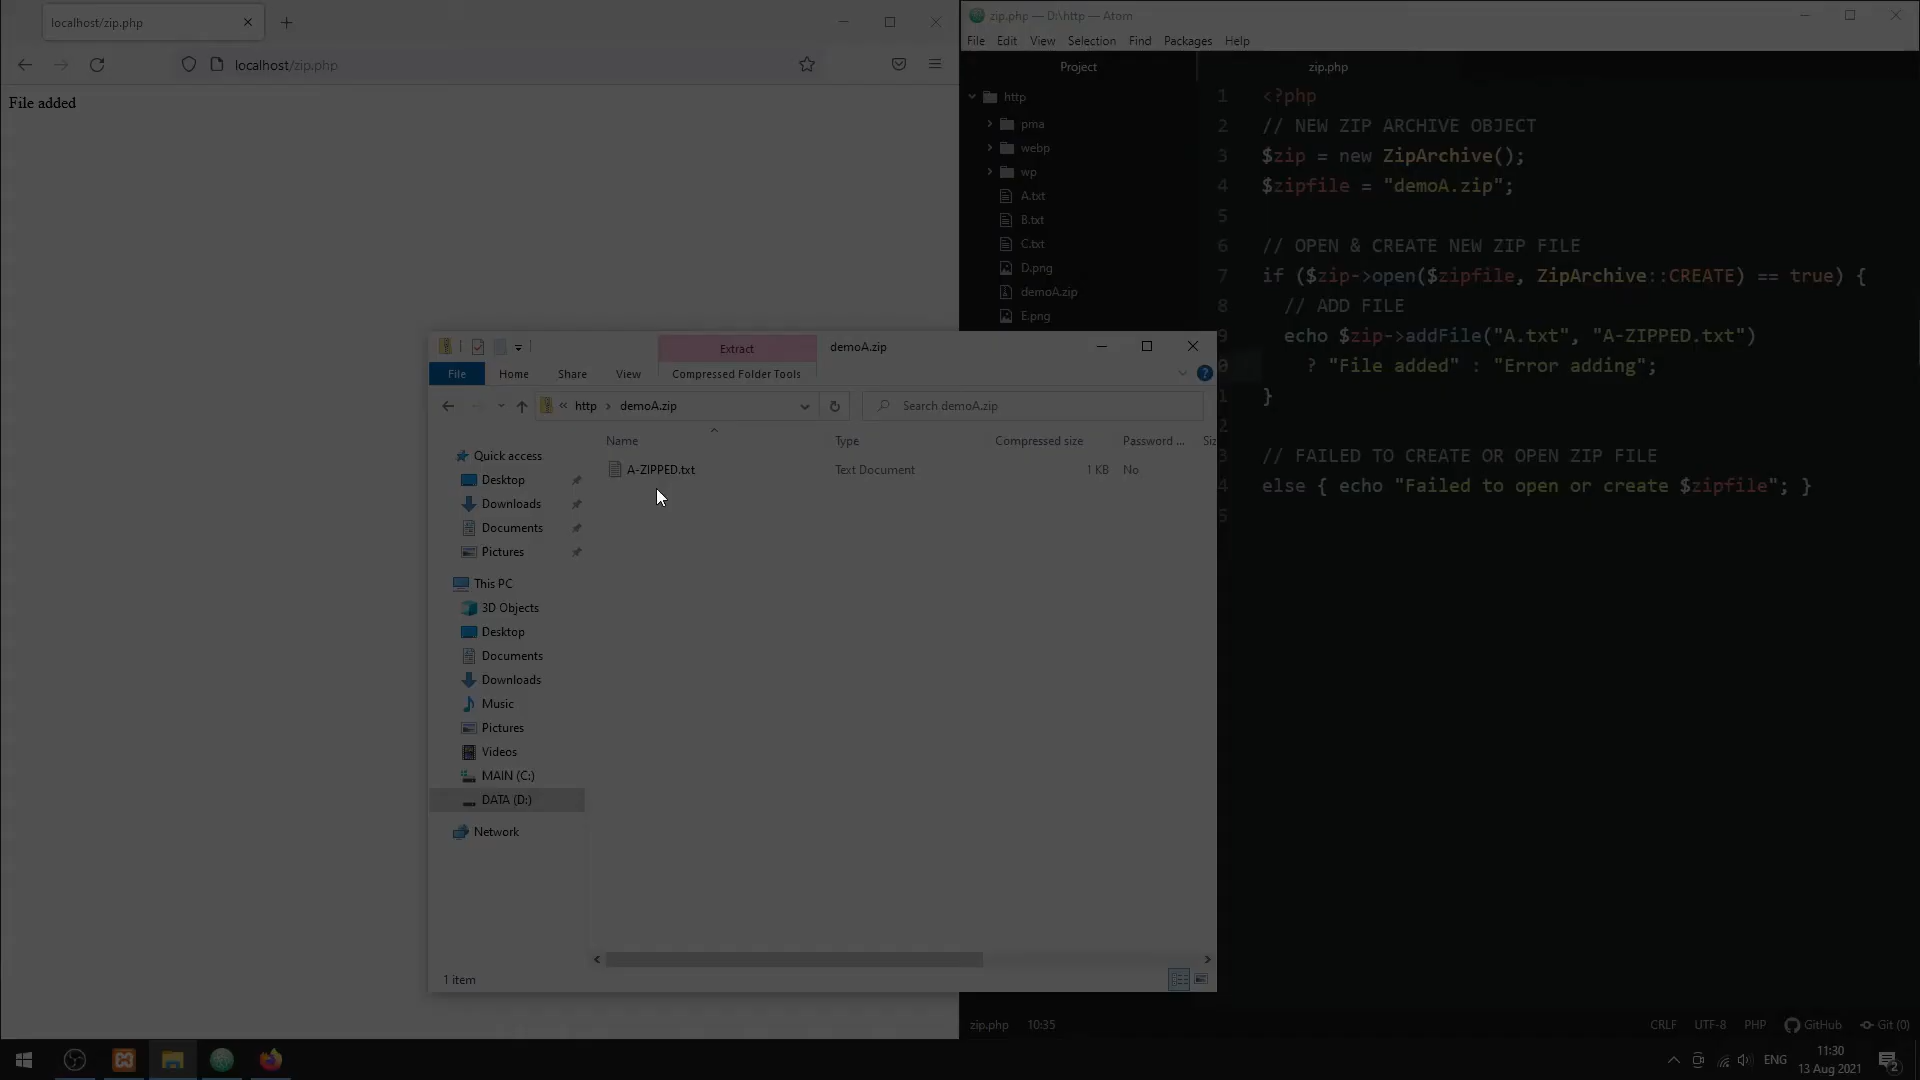 localhost/zip.php
localhost/zip.php
File added
zip.php — D:\http — Atom
File Edit View Selection Find Packages Help
Project
http
pma
webp
wp
A.txt
B.txt
C.txt
D.png
demoA.zip
E.png
zip.php
1 <?php
2 // NEW ZIP ARCHIVE OBJECT
3 $zip = new ZipArchive();
4 $zipfile = "demoA.zip";
5
6 // OPEN & CREATE NEW ZIP FILE
7 if ($zip->open($zipfile, ZipArchive::CREATE) == true) {
8 // ADD FILE
9 echo $zip->addFile("A.txt", "A-ZIPPED.txt")
0 ? "File added" : "Error adding";
1 }
2
3 // FAILED TO CREATE OR OPEN ZIP FILE
4 else { echo "Failed to open or create $zipfile"; }
5
Extract demoA.zip
File Home Share View Compressed Folder Tools
« http › demoA.zip
Search demoA.zip
Name Type Compressed size Password ... Siz
A-ZIPPED.txt Text Document 1 KB No
Quick access
Desktop
Downloads
Documents
Pictures
This PC
3D Objects
Desktop
Documents
Downloads
Music
Pictures
Videos
MAIN (C:)
DATA (D:)
Network
1 item
zip.php 10:35
CRLF UTF-8 PHP GitHub Git (0)
ENG
11:30
13 Aug 2021
2